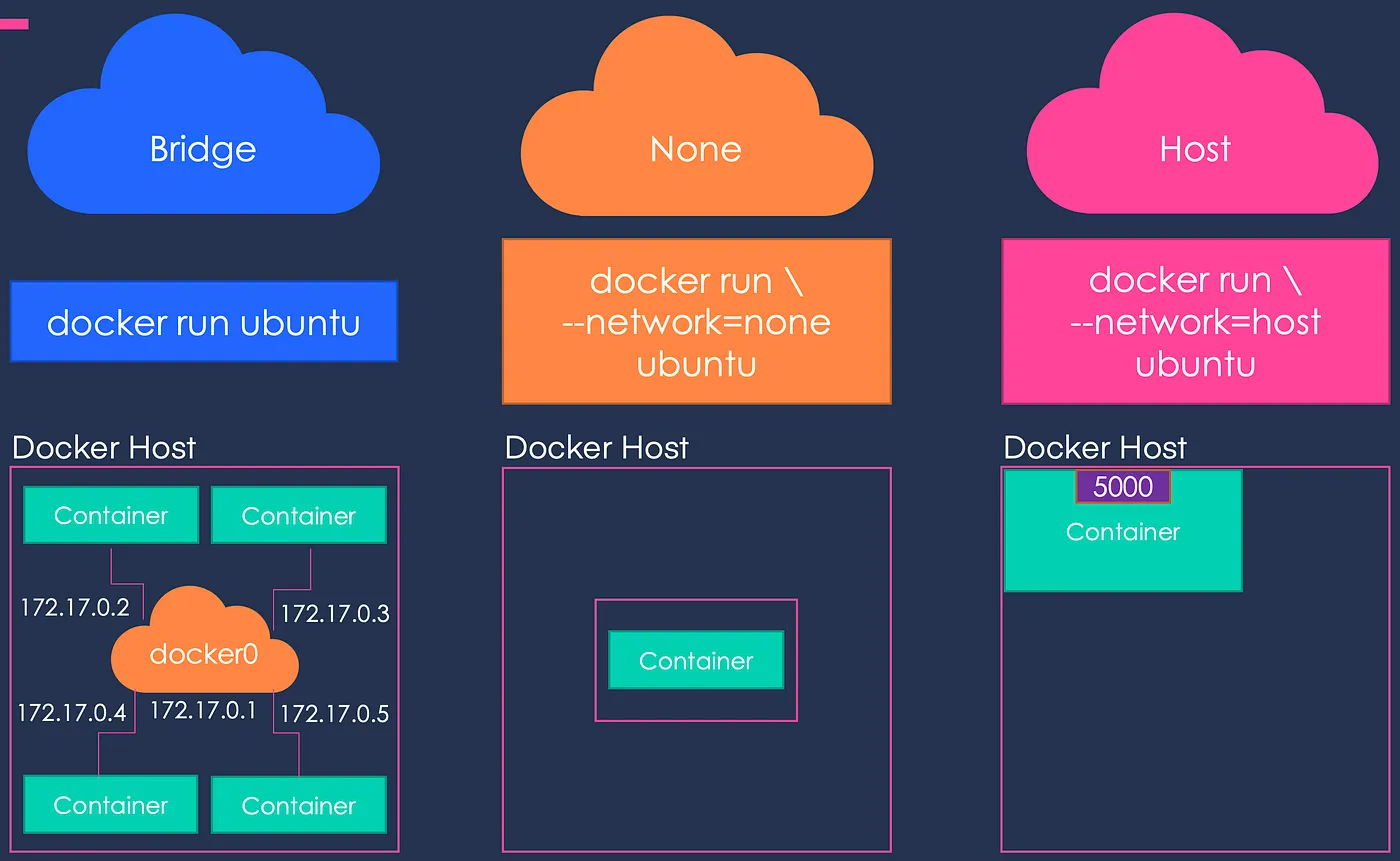 Bridge
docker run ubuntu
Docker Host
Container
Container
172.17.0.2
172.17.0.3
docker0
172.17.0.4
172.17.0.1
172.17.0.5
Container
Container
None
docker run \
--network=none
ubuntu
Docker Host
Container
Host
docker run \
--network=host
ubuntu
Docker Host
5000
Container